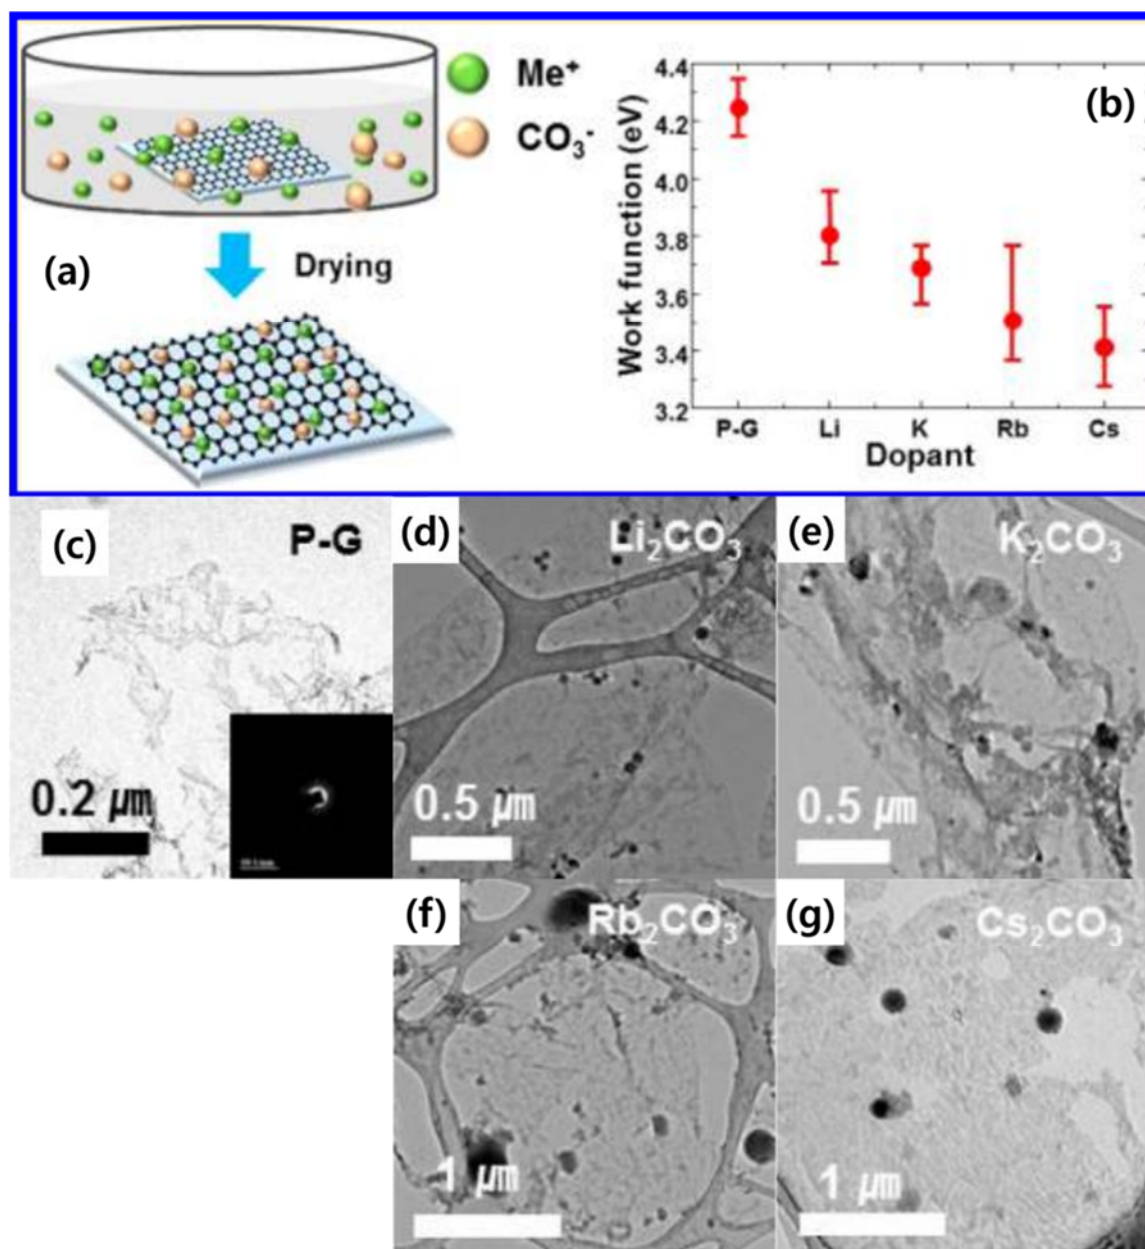 Me⁺
CO₃⁻
(a)
Drying
(b)
Work function (eV)
4.4
4.2
4.0
3.8
3.6
3.4
3.2
P-G Li K Rb Cs
Dopant
(c) P-G
0.2 μm
(d) Li₂CO₃
0.5 μm
(e) K₂CO₃
0.5 μm
(f) Rb₂CO₃
1 μm
(g) Cs₂CO₃
1 μm